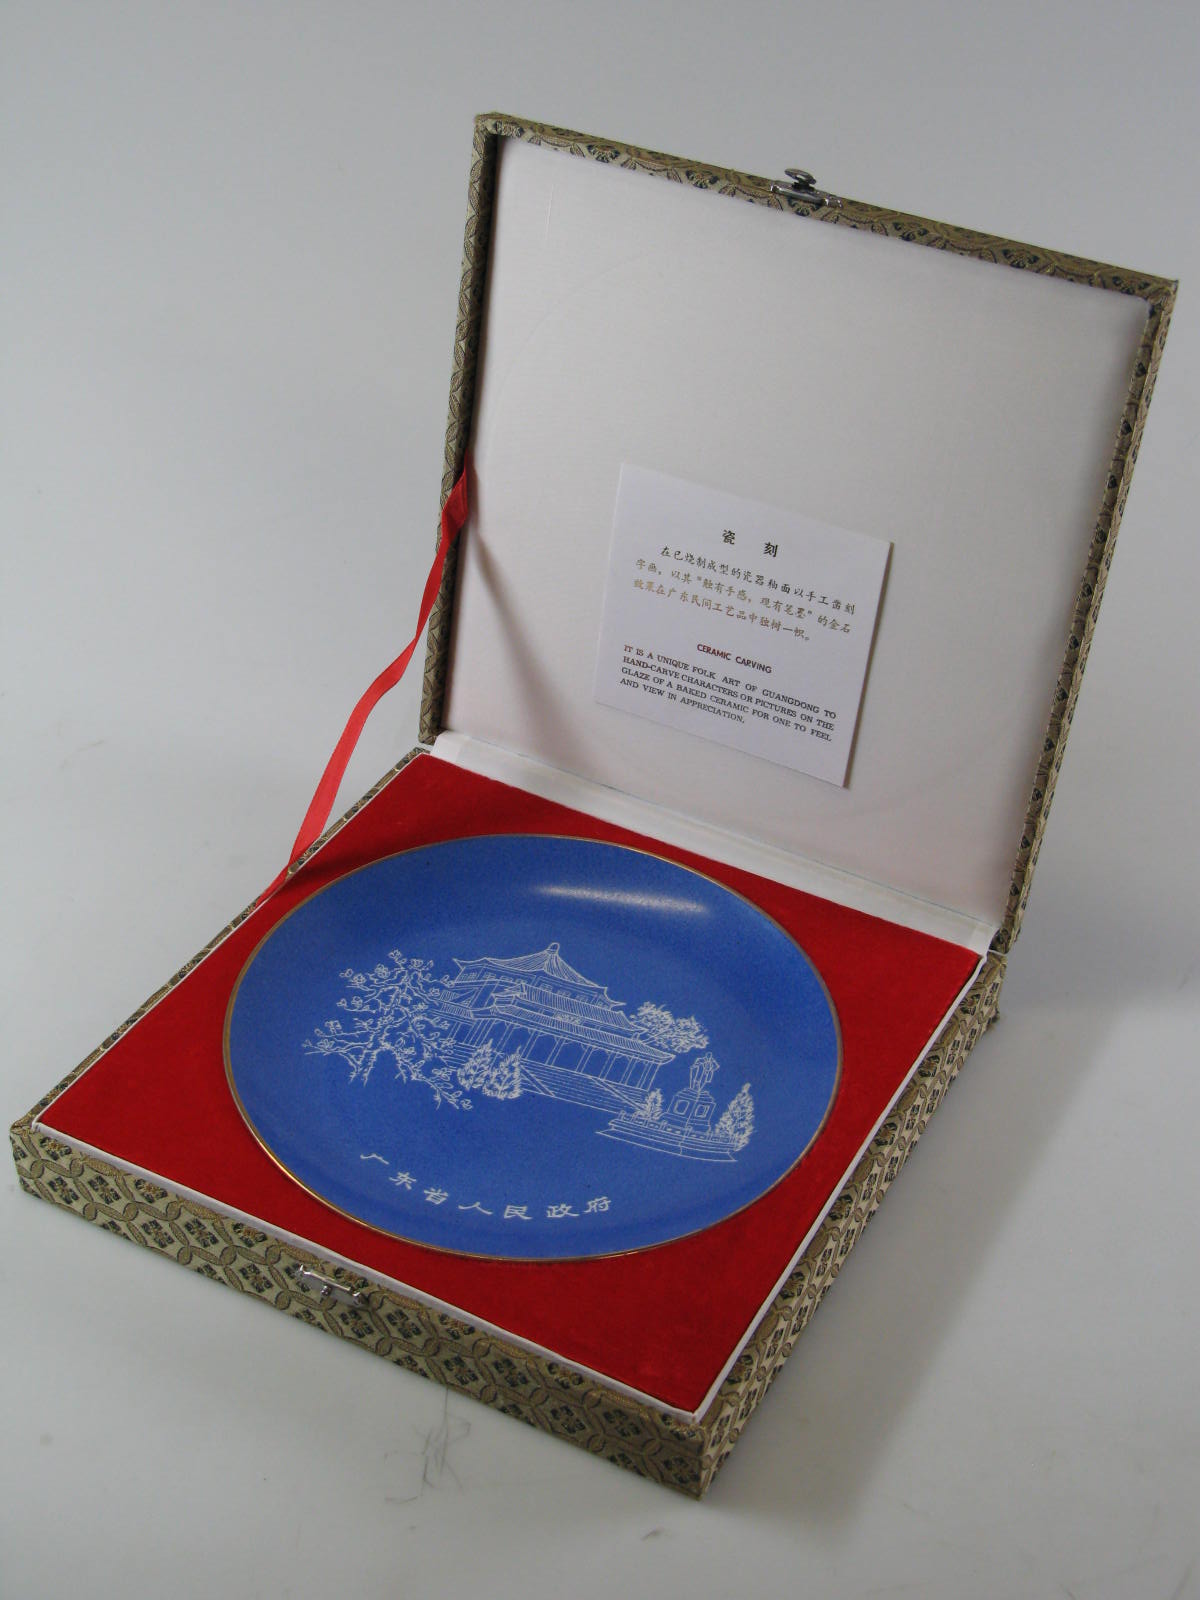 瓷 刻
在已烧制成型的瓷器釉面以手工凿刻
字画，以其“触有手感，观有笔墨”的金石
效果在广东民间工艺品中独树一帜。
CERAMIC CARVING
IT IS A UNIQUE FOLK ART OF GUANGDONG TO
HAND-CARVE CHARACTERS OR PICTURES ON THE
GLAZE OF A BAKED CERAMIC FOR ONE TO FEEL
AND VIEW IN APPRECIATION.
广东省人民政府